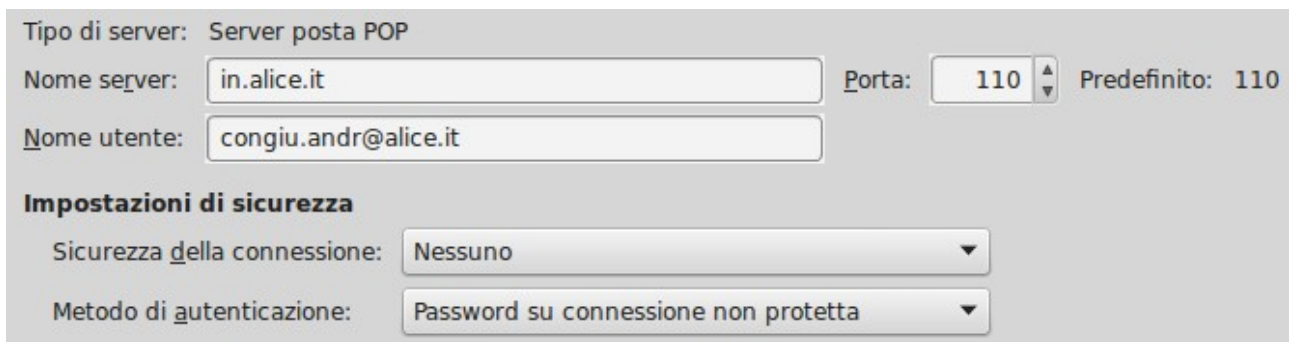 Tipo di server: Server posta POP
Nome server: in.alice.it Porta: 110 Predefinito: 110
Nome utente: congiu.andr@alice.it
Impostazioni di sicurezza
Sicurezza della connessione: Nessuno
Metodo di autenticazione: Password su connessione non protetta